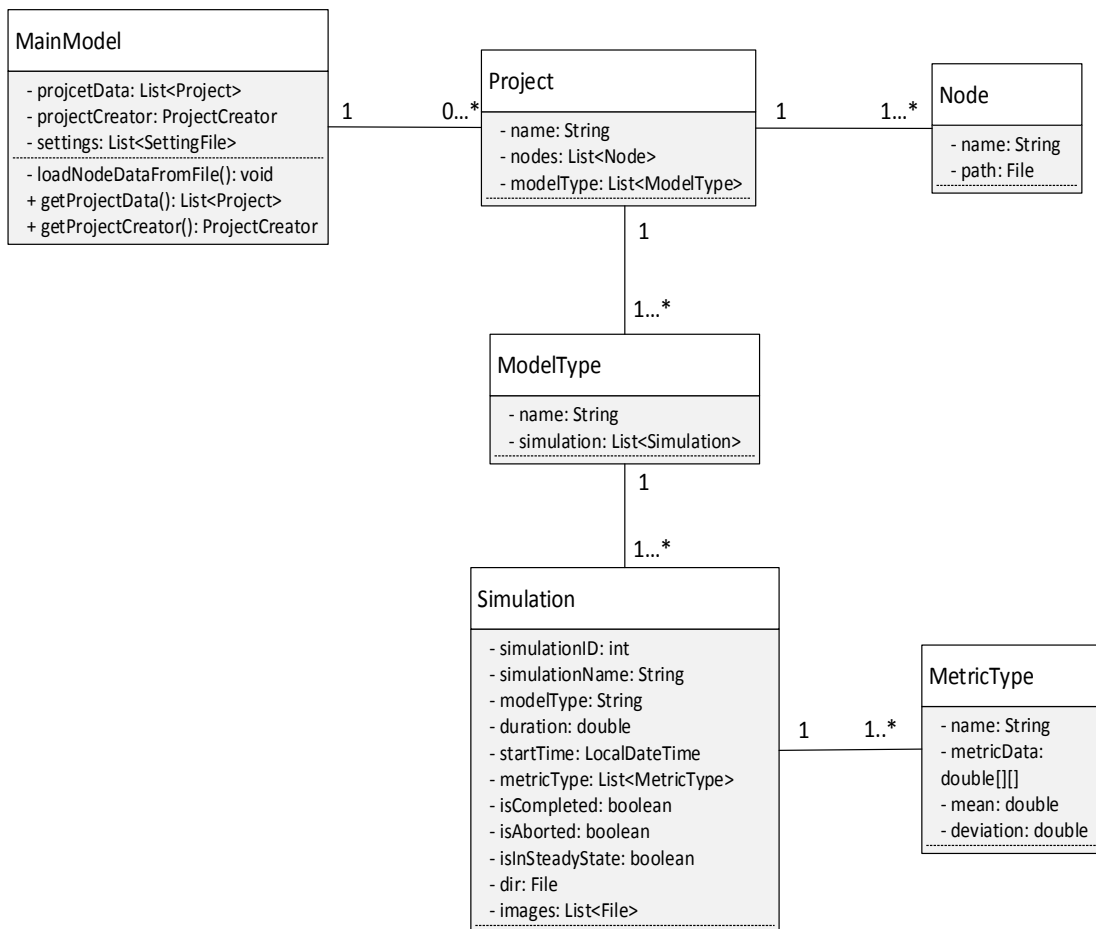 MainModel
- projcetData: List<Project>
- projectCreator: ProjectCreator
- settings: List<SettingFile>
- loadNodeDataFromFile(): void
+ getProjectData(): List<Project>
+ getProjectCreator(): ProjectCreator
1
0...*
Project
- name: String
- nodes: List<Node>
- modelType: List<ModelType>
1
1...*
Node
- name: String
- path: File
1
1...*
ModelType
- name: String
- simulation: List<Simulation>
1
1...*
Simulation
- simulationID: int
- simulationName: String
- modelType: String
- duration: double
- startTime: LocalDateTime
- metricType: List<MetricType>
- isCompleted: boolean
- isAborted: boolean
- isInSteadyState: boolean
- dir: File
- images: List<File>
1
1..*
MetricType
- name: String
- metricData:
double[][]
- mean: double
- deviation: double